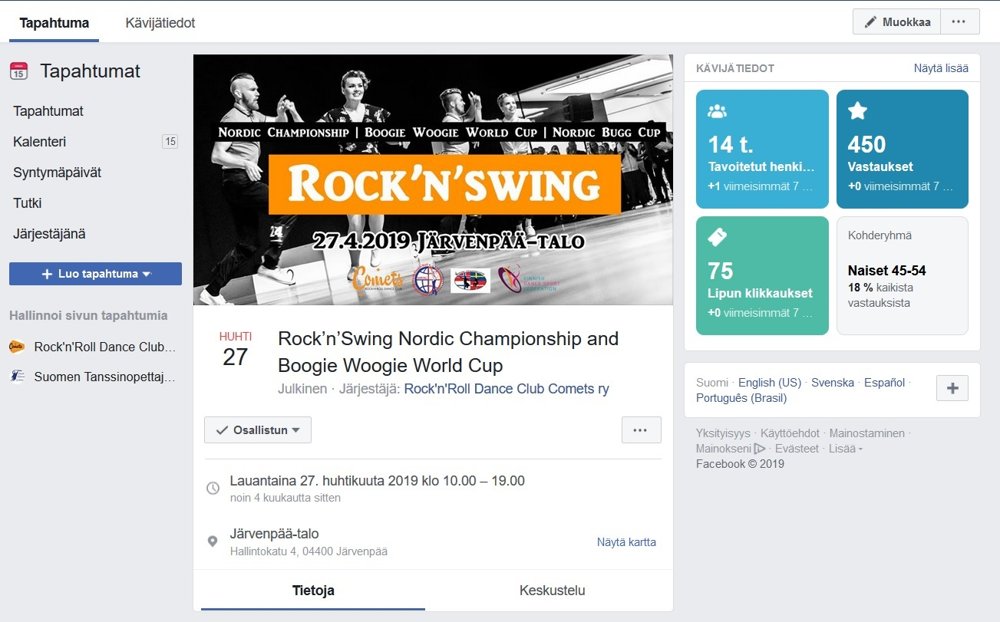 Tapahtuma
Kävijätiedot
Muokkaa
15
Tapahtumat
Tapahtumat
Kalenteri
15
Syntymäpäivät
Tutki
Järjestäjänä
+ Luo tapahtuma
Hallinnoi sivun tapahtumia
Comets
Rock'n'Roll Dance Club...
Suomen Tanssinopettaj...
Nordic Championship | Boogie Woogie World Cup | Nordic Bugg Cup
Rock'n'swing
27.4.2019 Järvenpää-talo
Comets
ROCK'N'ROLL DANCE CLUB
FINNISH
DANCE SPORT
FEDERATION
HUHTI
27
Rock’n’Swing Nordic Championship and
Boogie Woogie World Cup
Julkinen · Järjestäjä: Rock'n'Roll Dance Club Comets ry
Osallistun
...
Lauantaina 27. huhtikuuta 2019 klo 10.00 – 19.00
noin 4 kuukautta sitten
Järvenpää-talo
Hallintokatu 4, 04400 Järvenpää
Näytä kartta
Tietoja
Keskustelu
KÄVIJÄTIEDOT
Näytä lisää
14 t.
Tavoitetut henki...
+1 viimeisimmät 7 ...
450
Vastaukset
+0 viimeisimmät 7 ...
75
Lipun klikkaukset
+0 viimeisimmät 7 ...
Kohderyhmä
Naiset 45-54
18 % kaikista
vastauksista
Suomi · English (US) · Svenska · Español ·
Português (Brasil)
Yksityisyys · Käyttöehdot · Mainostaminen ·
Mainokseni · Evästeet · Lisää
Facebook © 2019